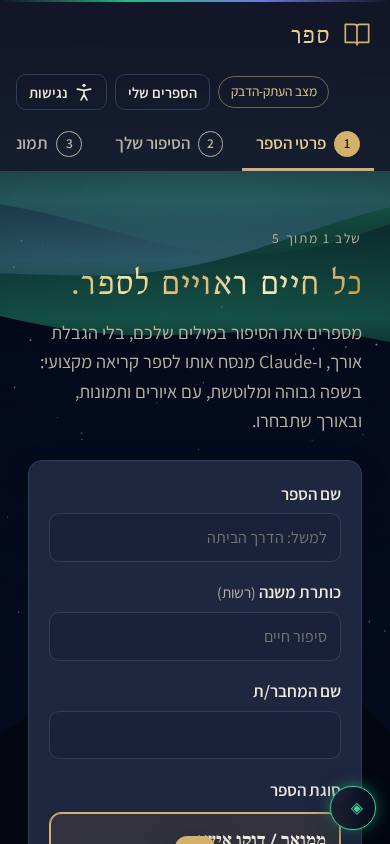 ספר
מצב העתק-הדבק
הספרים שלי
נגישות
1 פרטי הספר
2 הסיפור שלך
3 תמונ
שלב 1 מתוך 5
כל חיים ראויים לספר.
מספרים את הסיפור במילים שלכם, בלי הגבלת
אורך, ו-Claude מנסח אותו לספר קריאה מקצועי:
בשפה גבוהה ומלוטשת, עם איורים ותמונות,
ובאורך שתבחרו.
שם הספר
למשל: הדרך הביתה
כותרת משנה (רשות)
סיפור חיים
שם המחבר/ת
סוגת הספר
ממואר / דוקו